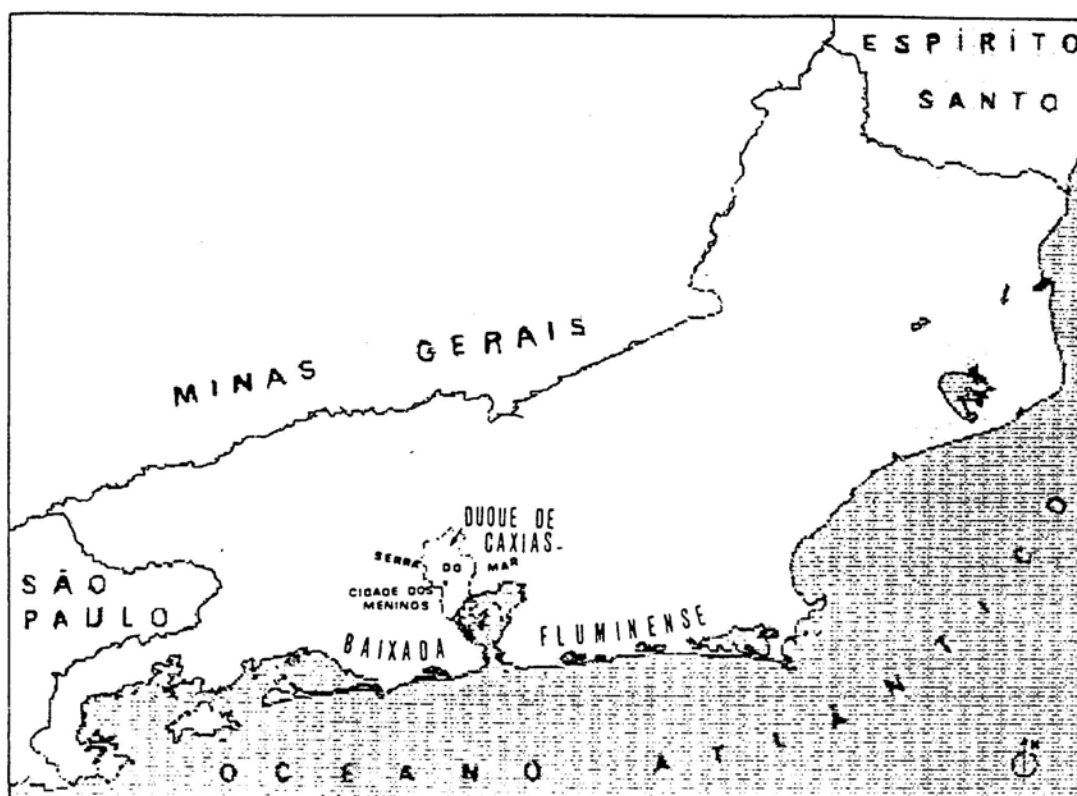 ESPÍRITO
SANTO
MINAS GERAIS
DUQUE DE
CAXIAS
SERRA DO MAR
CIDADE DOS
MENINOS
SÃO
PAULO
BAIXADA FLUMINENSE
OCEANO ATLÂNTICO
N